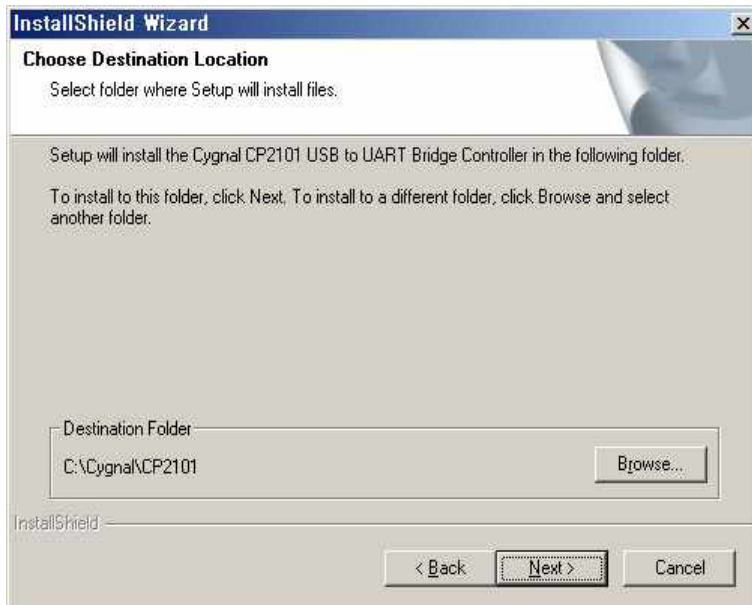 InstallShield Wizard
Choose Destination Location
Select folder where Setup will install files.
Setup will install the Cygnal CP2101 USB to UART Bridge Controller in the following folder.
To install to this folder, click Next. To install to a different folder, click Browse and select
another folder.
Destination Folder
C:\Cygnal\CP2101
Browse...
InstallShield
< Back
Next >
Cancel